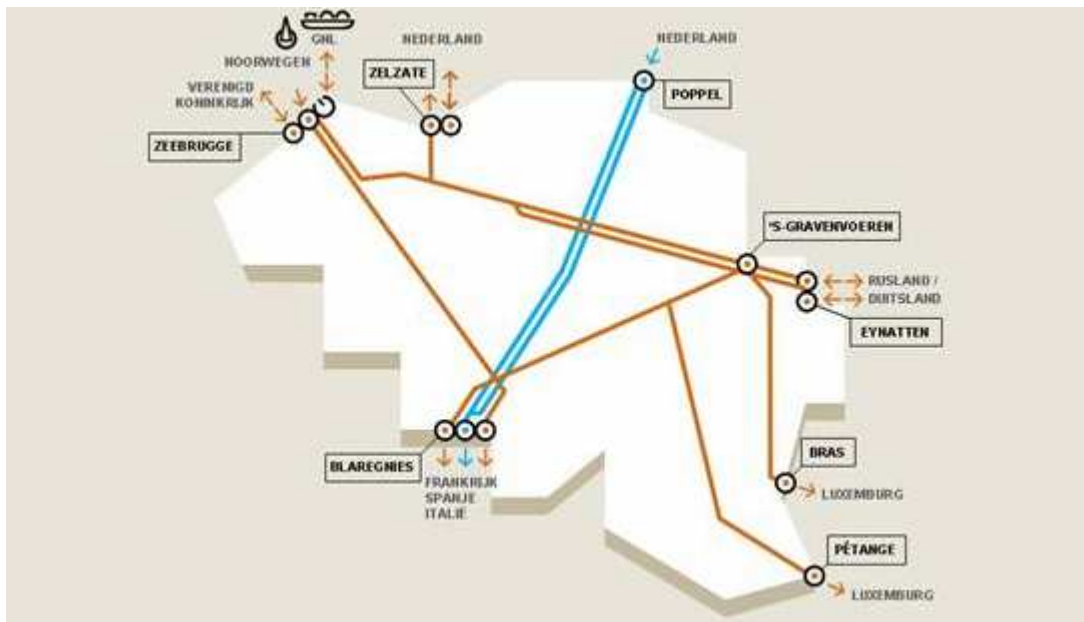 GNL
NEDERLAND
NEDERLAND
NOORWEGEN
ZELZATE
VERENIGD
KONINKRIJK
POPPEL
ZEEBRUGGE
'S-GRAVENVOEREN
RUSLAND /
DUITSLAND
EYNATTEN
BLAREGNIES
FRANKRIJK
SPANJE
ITALIË
BRAS
LUXEMBURG
PÉTANGE
LUXEMBURG